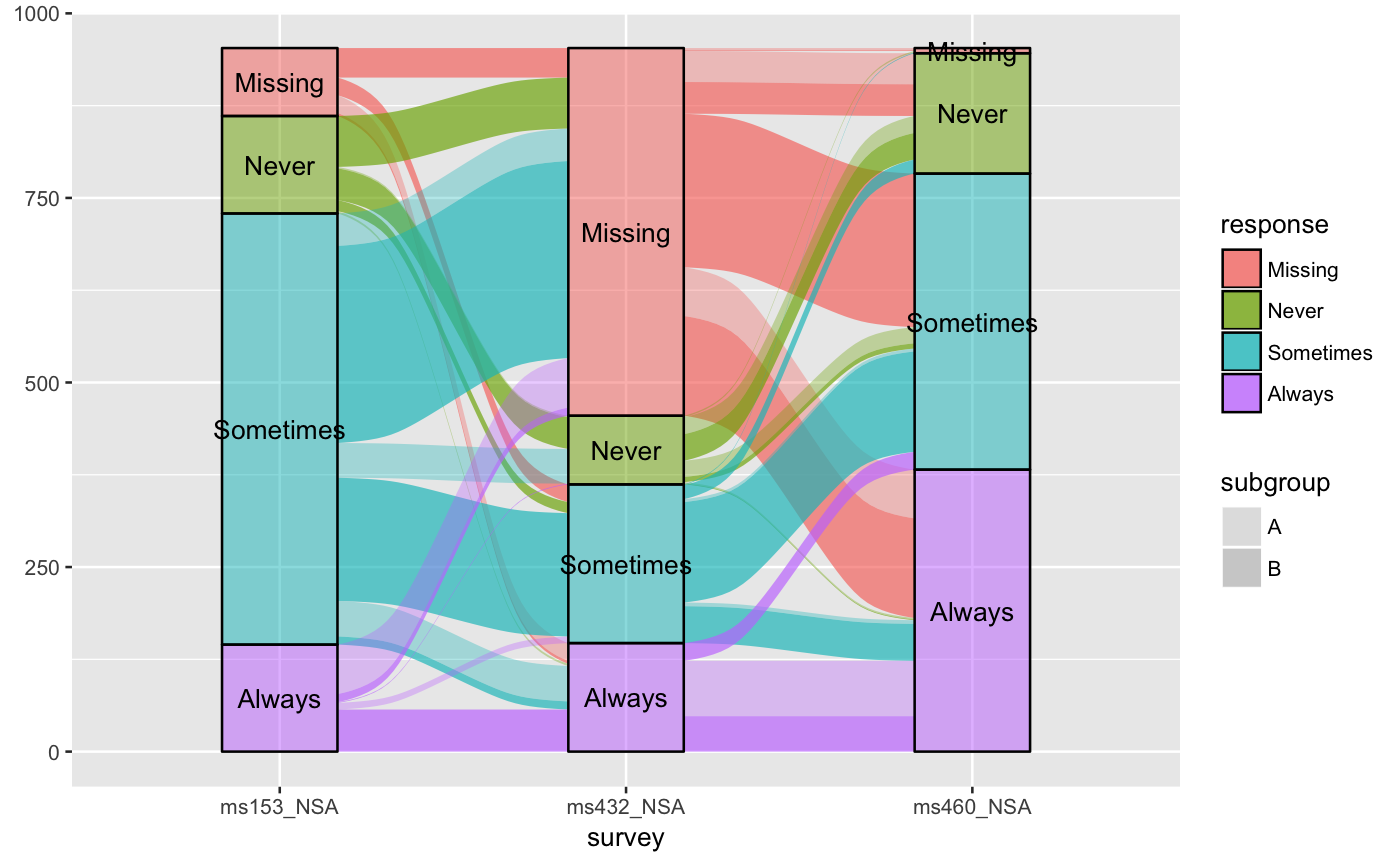 1000
750
500
250
0
Missing
Never
Sometimes
Always
Missing
Never
Sometimes
Always
Missing
Never
Sometimes
Always
ms153_NSA
ms432_NSA
ms460_NSA
survey
response
Missing
Never
Sometimes
Always
subgroup
A
B